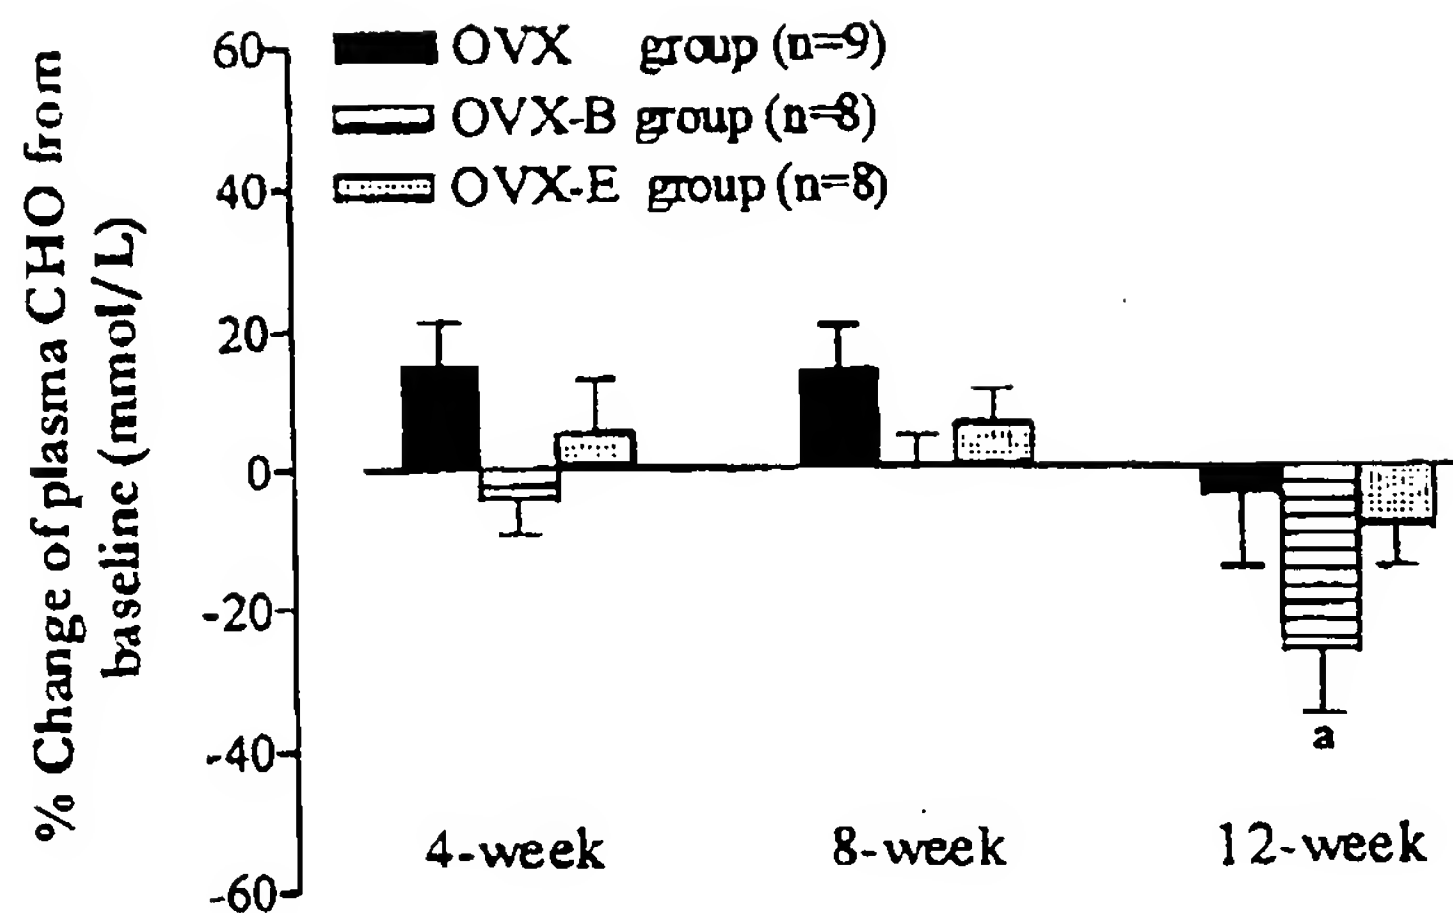 % Change of plasma CHO from
baseline (mmol/L)
60
40
20
0
-20
-40
-60
OVX group (n=9)
OVX-B group (n=8)
OVX-E group (n=8)
a
4-week
8-week
12-week